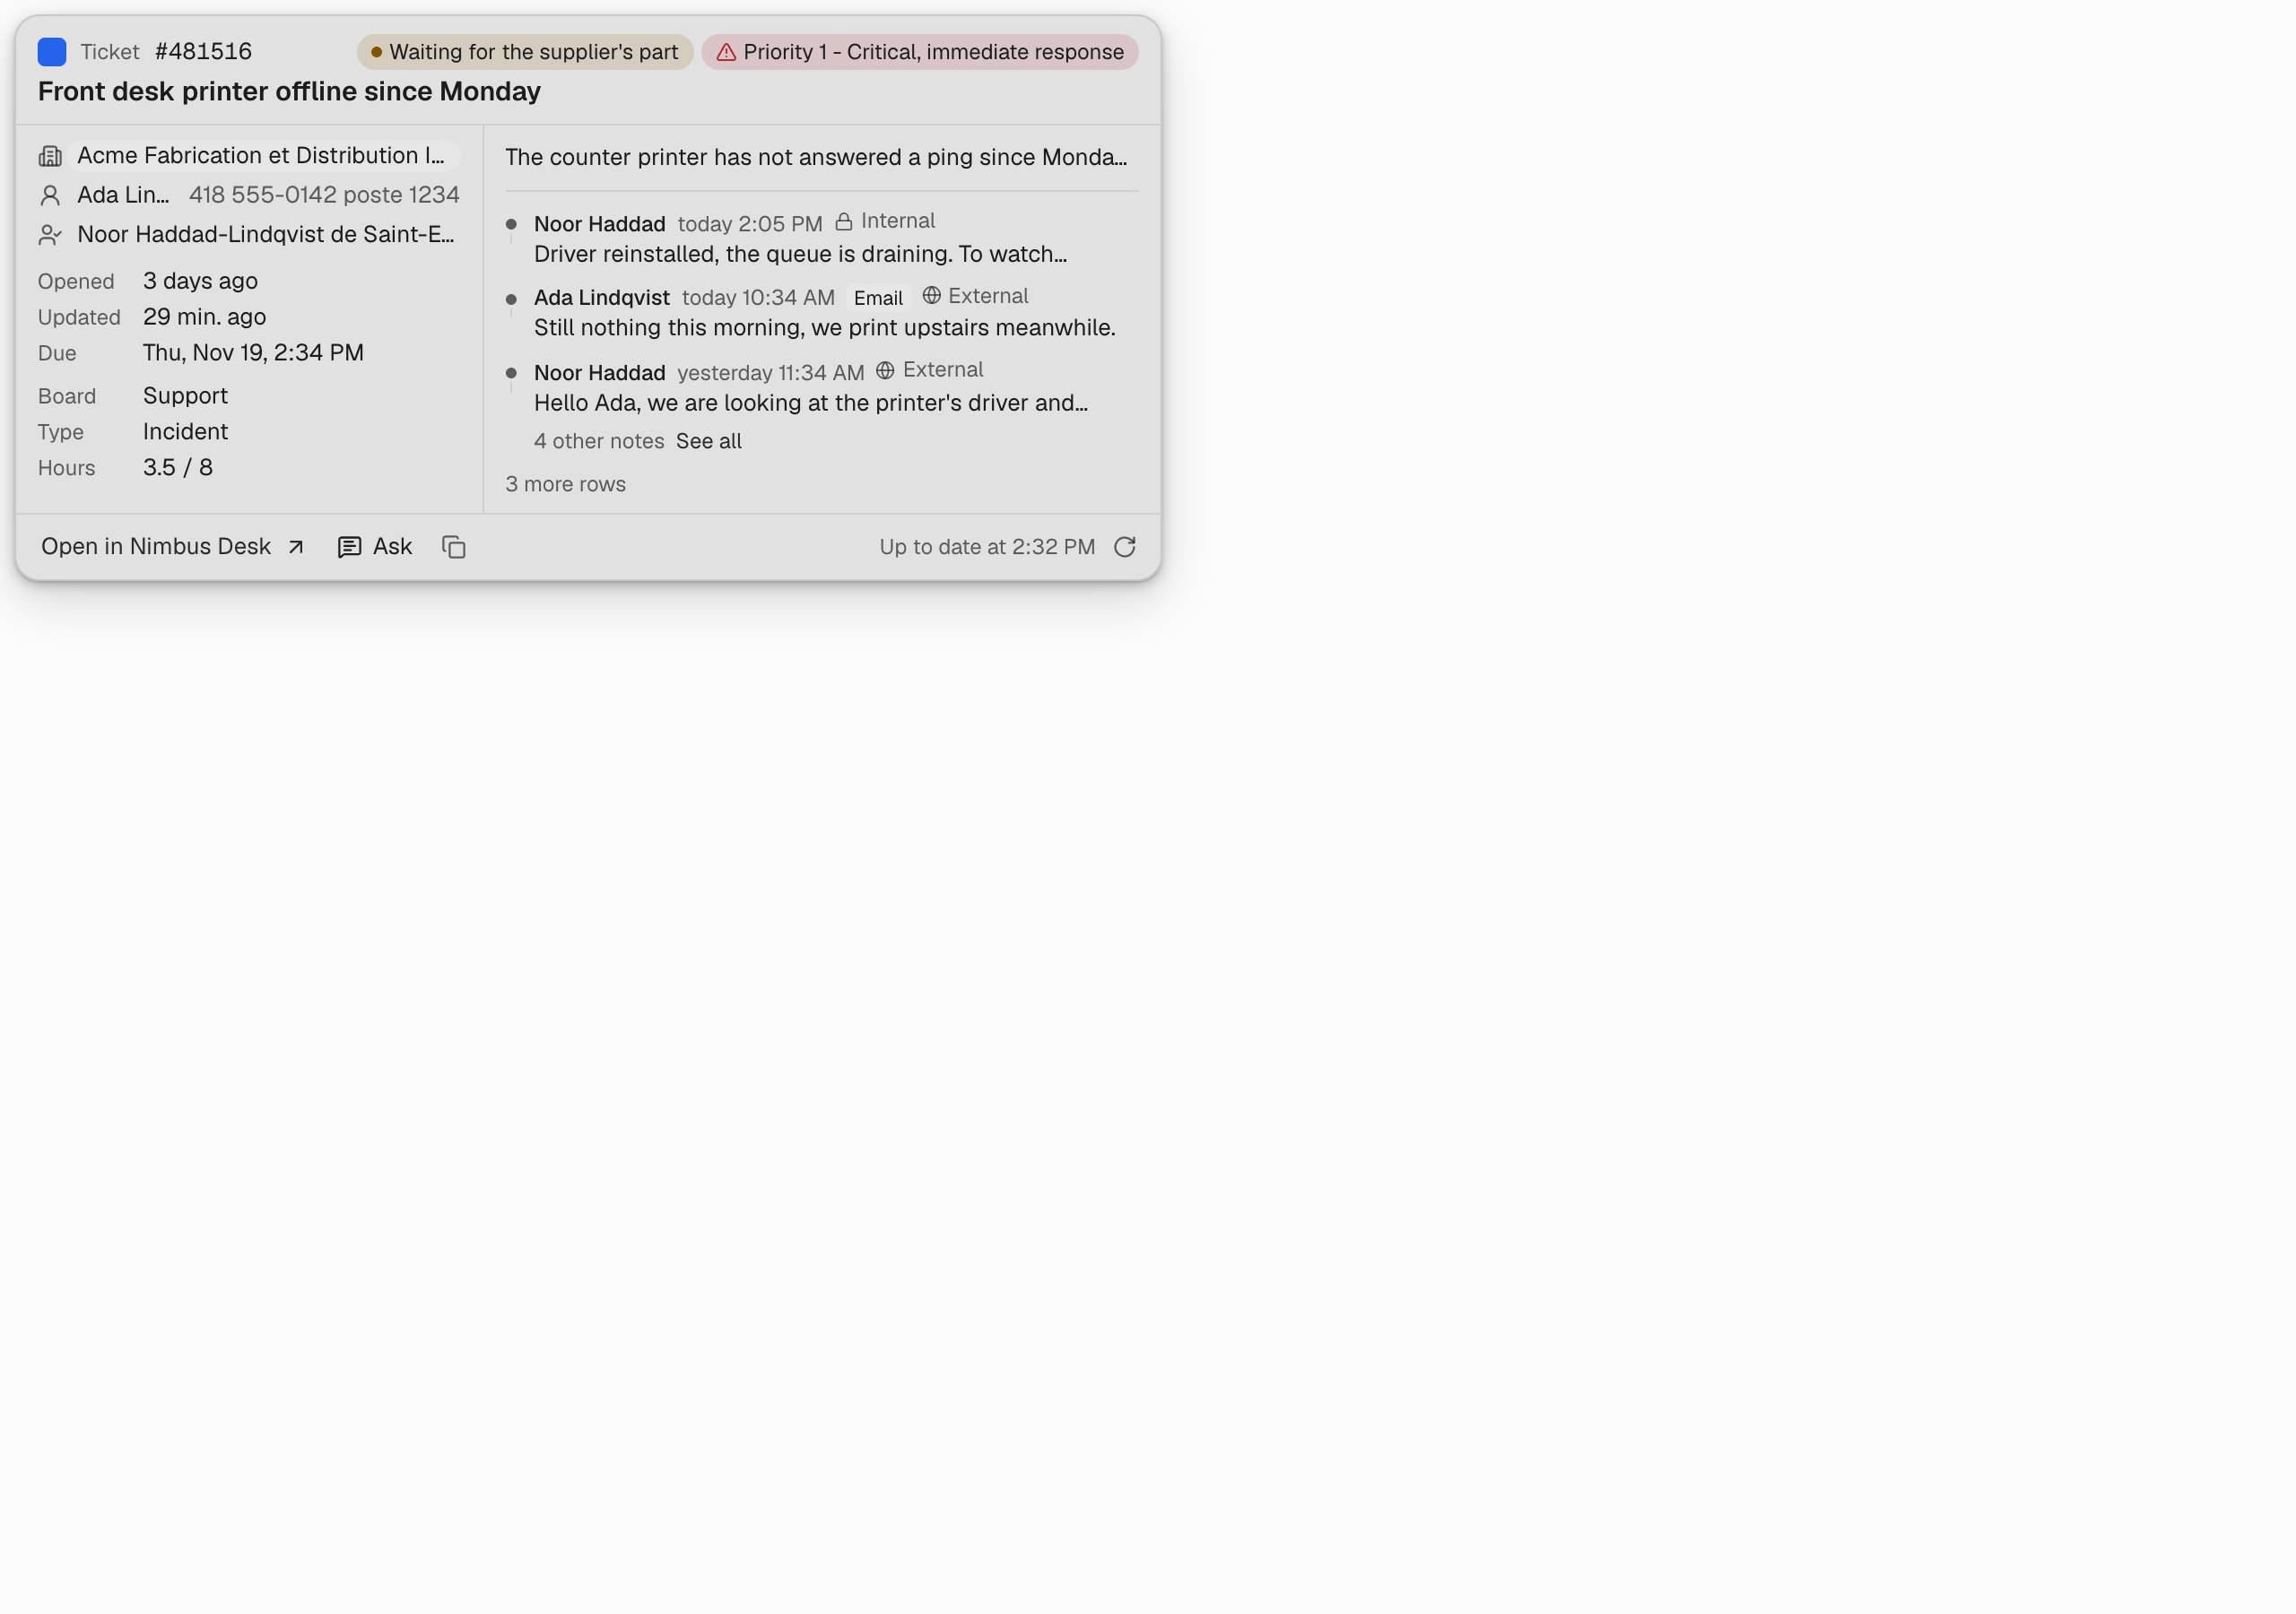 Ticket #481516 Waiting for the supplier's part Priority 1 - Critical, immediate response
Front desk printer offline since Monday
Acme Fabrication et Distribution I…
Ada Lin… 418 555-0142 poste 1234
Noor Haddad-Lindqvist de Saint-E…
Opened 3 days ago
Updated 29 min. ago
Due Thu, Nov 19, 2:34 PM
Board Support
Type Incident
Hours 3.5 / 8
The counter printer has not answered a ping since Monda…
Noor Haddad today 2:05 PM Internal
Driver reinstalled, the queue is draining. To watch…
Ada Lindqvist today 10:34 AM Email External
Still nothing this morning, we print upstairs meanwhile.
Noor Haddad yesterday 11:34 AM External
Hello Ada, we are looking at the printer's driver and…
4 other notes See all
3 more rows
Open in Nimbus Desk Ask Up to date at 2:32 PM